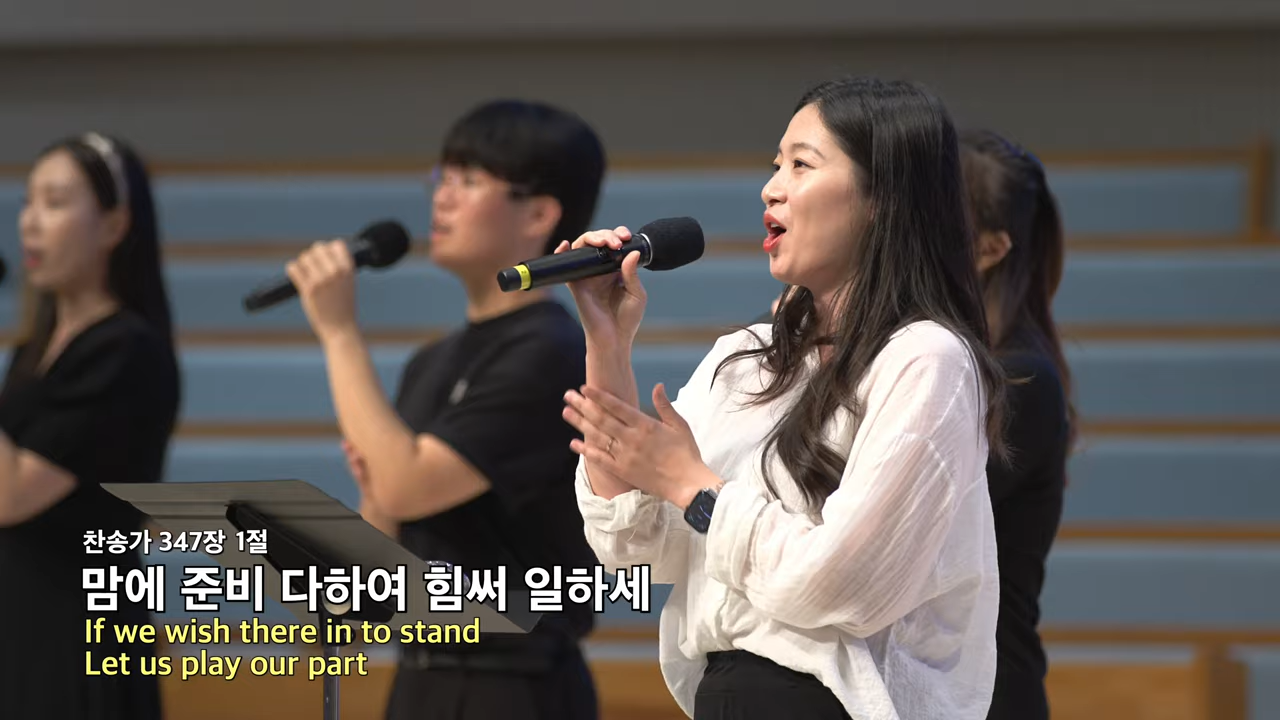 찬송가 347장 1절
맘에 준비 다하여 힘써 일하세
If we wish there in to stand
Let us play our part